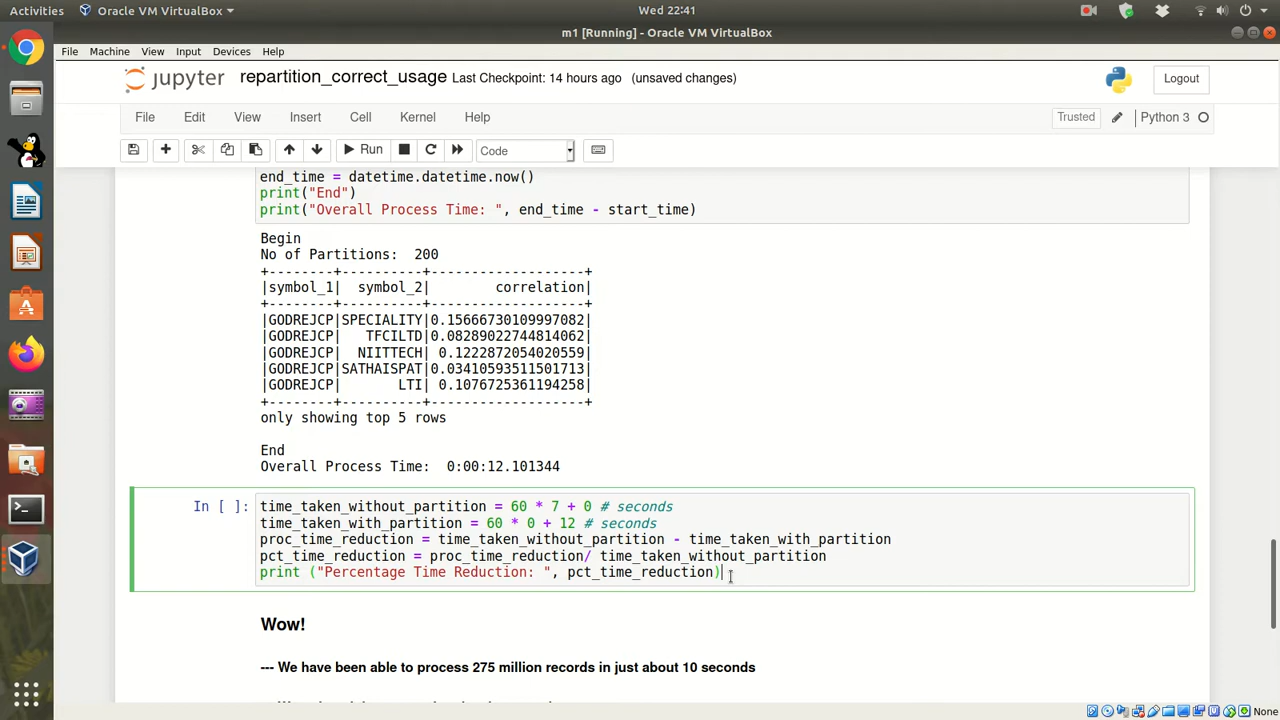 Activities Oracle VM VirtualBox Wed 22:41
m1 [Running] - Oracle VM VirtualBox
File Machine View Input Devices Help
jupyter repartition_correct_usage Last Checkpoint: 14 hours ago (unsaved changes) Logout
File Edit View Insert Cell Kernel Help Trusted Python 3
Run Code
end_time = datetime.datetime.now()
print("End")
print("Overall Process Time: ", end_time - start_time)
Begin
No of Partitions:  200
+--------+----------+-------------------+
|symbol_1|  symbol_2|        correlation|
+--------+----------+-------------------+
|GODREJCP|SPECIALITY|0.15666730109997082|
|GODREJCP|   TFCILTD|0.08289022744814062|
|GODREJCP|  NIITTECH| 0.1222872054020559|
|GODREJCP|SATHAISPAT|0.03410593511501713|
|GODREJCP|       LTI| 0.1076725361194258|
+--------+----------+-------------------+
only showing top 5 rows
End
Overall Process Time:  0:00:12.101344
In [ ]: time_taken_without_partition = 60 * 7 + 0 # seconds
time_taken_with_partition = 60 * 0 + 12 # seconds
proc_time_reduction = time_taken_without_partition - time_taken_with_partition
pct_time_reduction = proc_time_reduction/ time_taken_without_partition
print ("Percentage Time Reduction: ", pct_time_reduction)
Wow!
--- We have been able to process 275 million records in just about 10 seconds
None